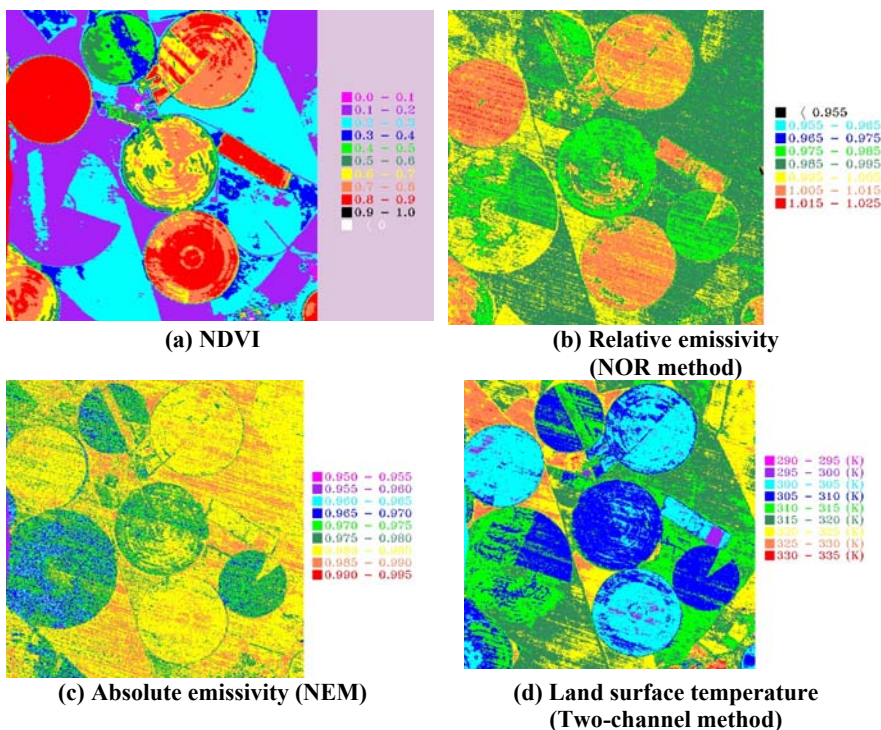 0.0 - 0.1
0.1 - 0.2
0.2 - 0.3
0.3 - 0.4
0.4 - 0.5
0.5 - 0.6
0.6 - 0.7
0.7 - 0.8
0.8 - 0.9
0.9 - 1.0
< 0
(a) NDVI
< 0.955
0.955 - 0.965
0.965 - 0.975
0.975 - 0.985
0.985 - 0.995
0.995 - 1.005
1.005 - 1.015
1.015 - 1.025
(b) Relative emissivity
(NOR method)
0.950 - 0.955
0.955 - 0.960
0.960 - 0.965
0.965 - 0.970
0.970 - 0.975
0.975 - 0.980
0.980 - 0.985
0.985 - 0.990
0.990 - 0.995
(c) Absolute emissivity (NEM)
290 - 295 (K)
295 - 300 (K)
300 - 305 (K)
305 - 310 (K)
310 - 315 (K)
315 - 320 (K)
320 - 325 (K)
325 - 330 (K)
330 - 335 (K)
(d) Land surface temperature
(Two-channel method)